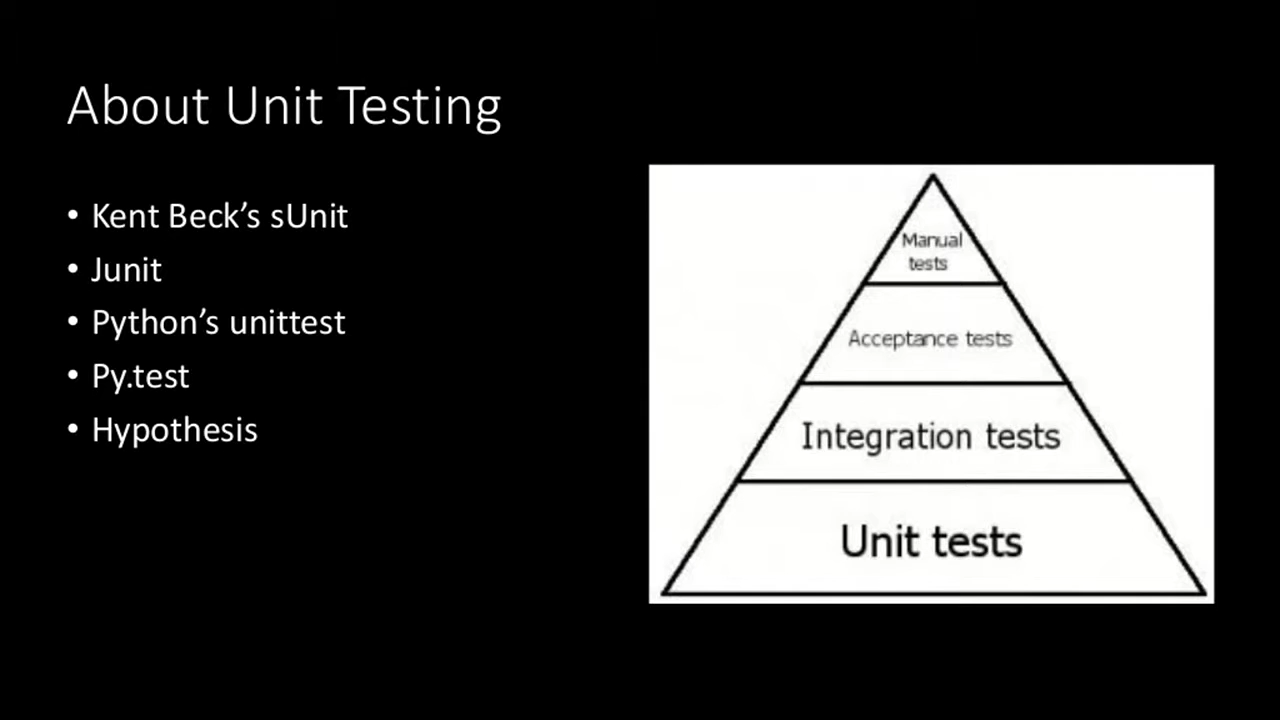 About Unit Testing
• Kent Beck’s sUnit
• Junit
• Python’s unittest
• Py.test
• Hypothesis
Manual
tests
Acceptance tests
Integration tests
Unit tests